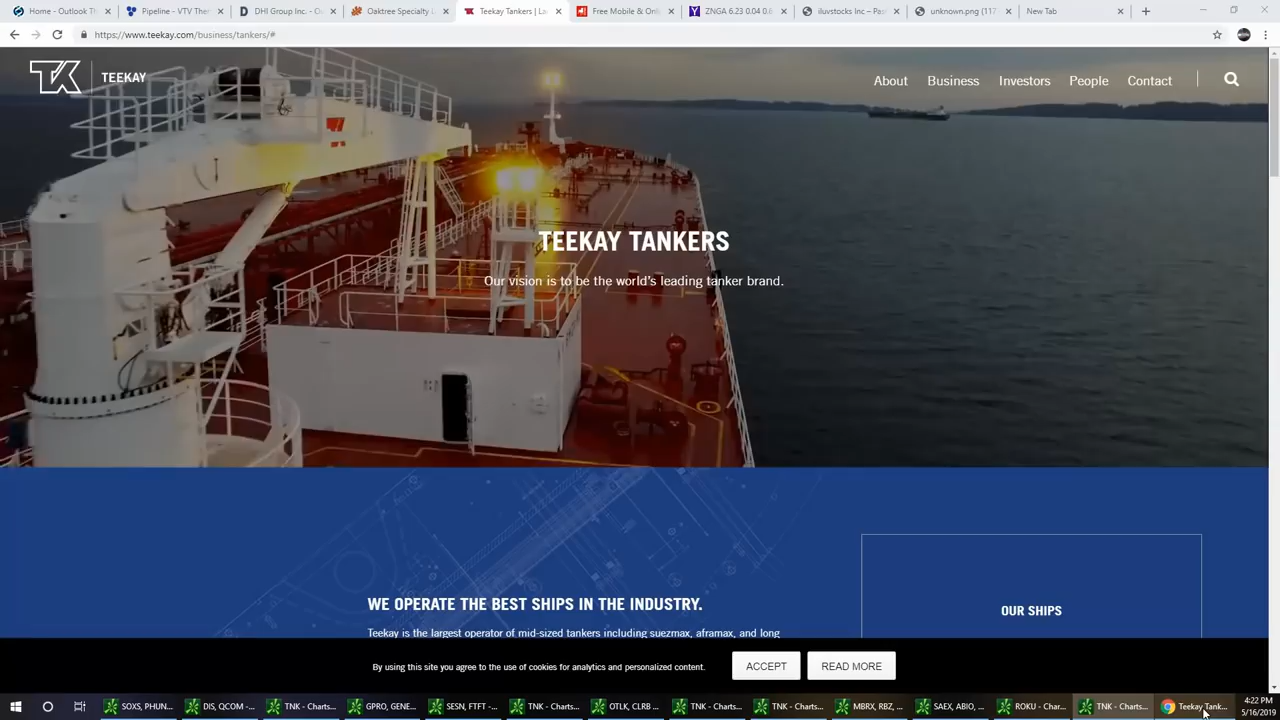 Home - Outlook Th
Pipeline – VTV Ther
DHI Group Inc. - Ov
Oaktree Specialty L
Teekay Tankers | La
Free Mobile & Onli
ZNGA 6.23 0.04 0.6
iluvstocks Inc – Pas
unknown.png (117
New Tab
https://www.teekay.com/business/tankers/#
TK TEEKAY
About Business Investors People Contact
TEEKAY TANKERS
Our vision is to be the world's leading tanker brand.
WE OPERATE THE BEST SHIPS IN THE INDUSTRY.
OUR SHIPS
Teekay is the largest operator of mid-sized tankers including suezmax, aframax, and long
By using this site you agree to the use of cookies for analytics and personalized content.
ACCEPT
READ MORE
SOXS, PHUN...
DIS, QCOM - ...
TNK - Charts...
GPRO, GENE...
SESN, FTFT - ...
TNK - Charts...
OTLK, CLRB ...
TNK - Charts...
TNK - Charts...
MBRX, RBZ, ...
SAEX, ABIO, ...
ROKU - Char...
TNK - Charts...
Teekay Tank...
4:22 PM
5/16/2019